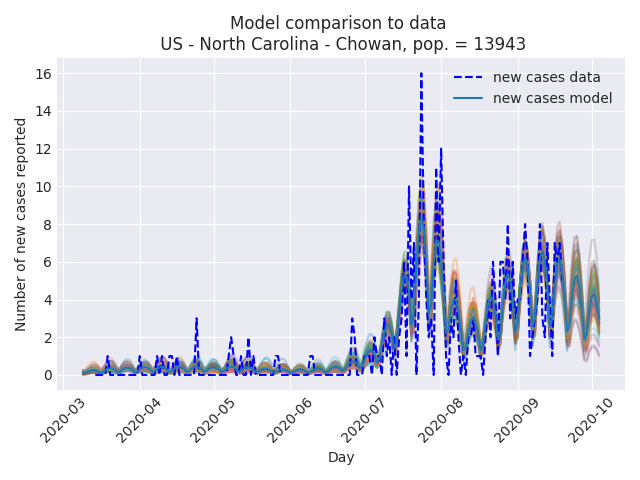 Model comparison to data
US - North Carolina - Chowan, pop. = 13943
new cases data
new cases model
Number of new cases reported
16
14
12
10
8
6
4
2
0
2020-03
2020-04
2020-05
2020-06
2020-07
2020-08
2020-09
2020-10
Day